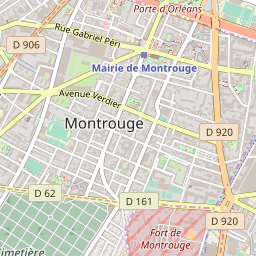 Porte d'Orléans
Rue Gabriel Péri
D 906
Mairie de Montrouge
Avenue Verdier
Montrouge
D 920
D 62
D 161
D 920
Fort de
Montrouge
imetière